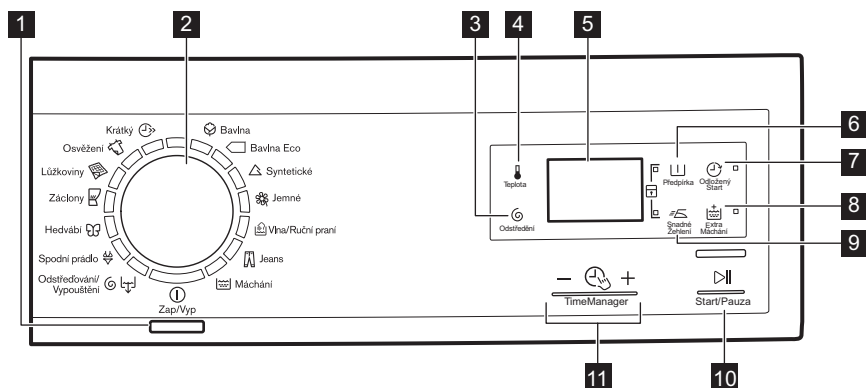 1
2
3
4
5
6
7
8
9
10
11
Krátký
Osvěžení
Lůžkoviny
Záclony
Hedvábí
Spodní prádlo
Odstřeďování/
Vypouštění
Bavlna
Bavlna Eco
Syntetické
Jemné
Vlna/Ruční praní
Jeans
Máchání
Zap/Vyp
Teplota
Odstředění
Předpírka
Odložený
Start
Snadné
Žehlení
Extra
Máchání
− +
TimeManager
Start/Pauza